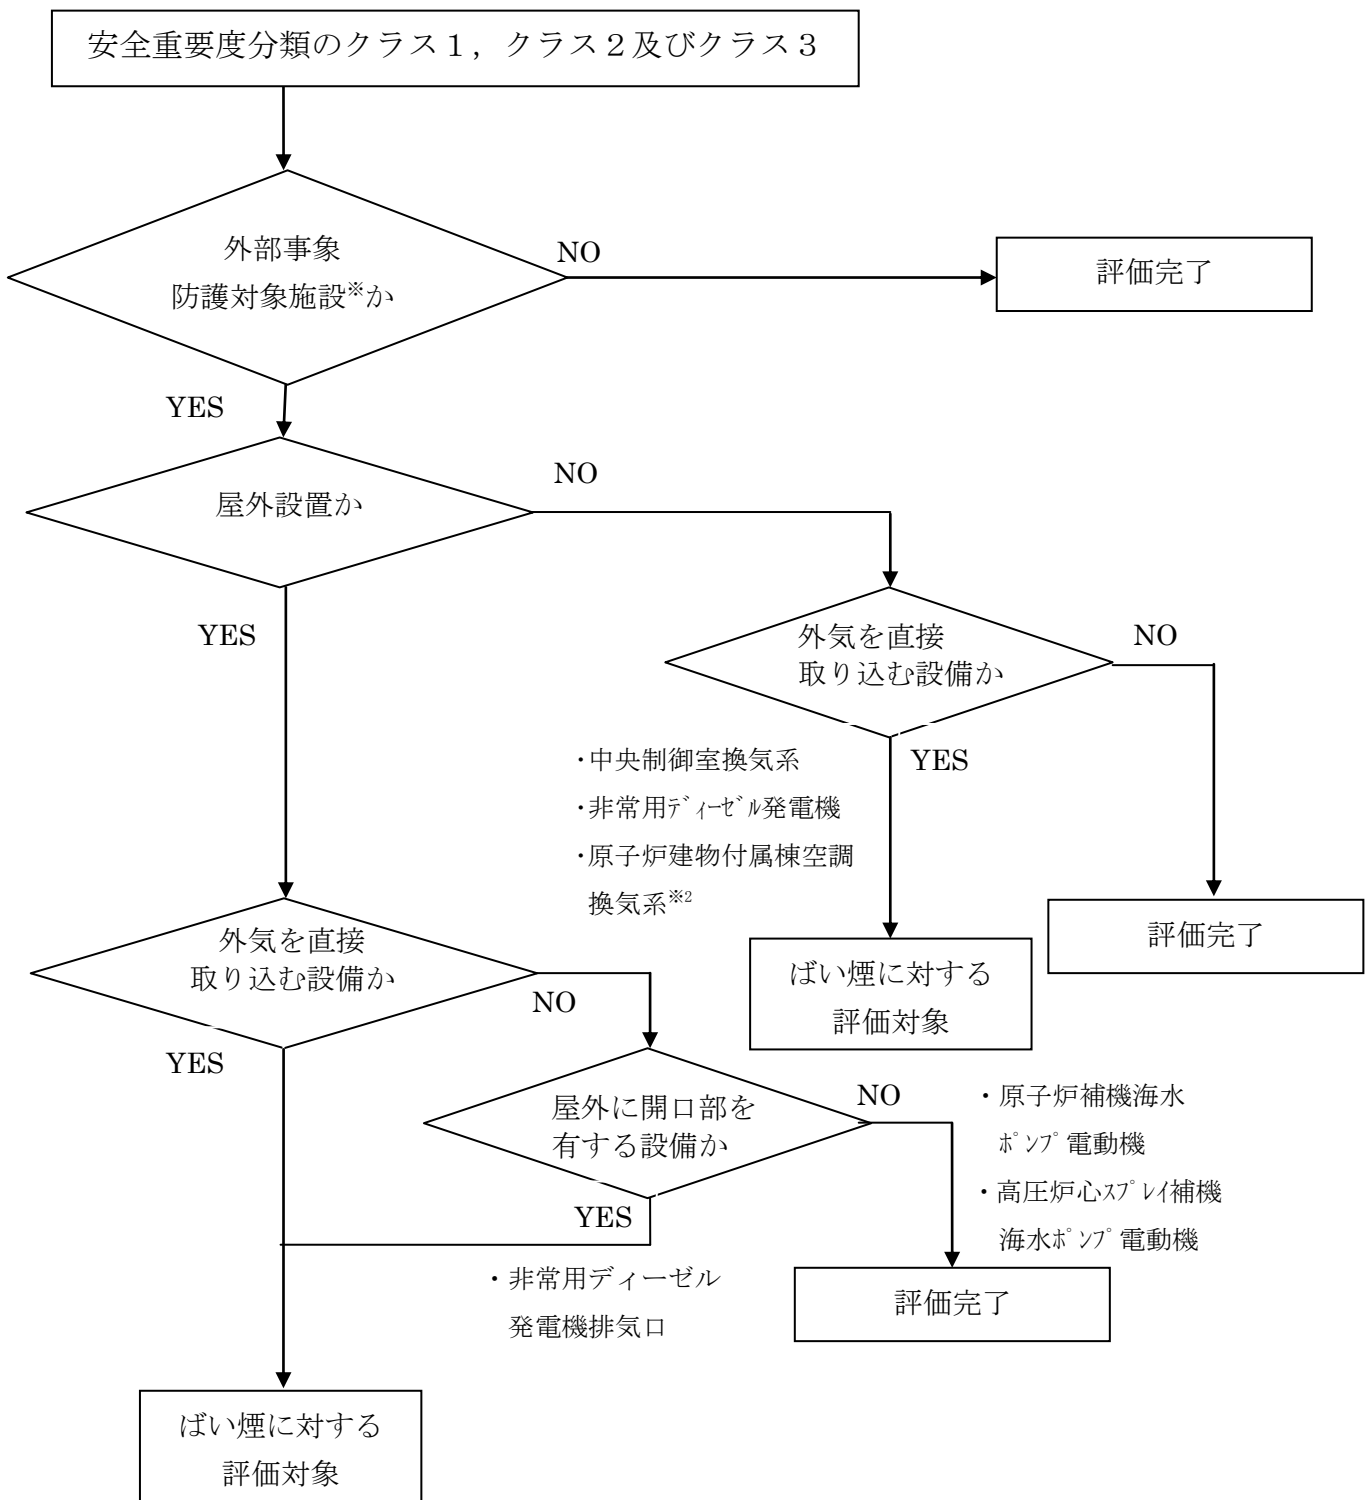 安全重要度分類のクラス１，クラス２及びクラス３
外部事象
防護対象施設※か
NO
評価完了
YES
屋外設置か
NO
YES
外気を直接
取り込む設備か
NO
YES
・中央制御室換気系
・非常用ﾃﾞｨｰｾﾞﾙ発電機
・原子炉建物付属棟空調
換気系※2
評価完了
ばい煙に対する
評価対象
外気を直接
取り込む設備か
NO
YES
屋外に開口部を
有する設備か
NO
YES
・原子炉補機海水
ﾎﾟﾝﾌﾟ電動機
・高圧炉心ｽﾌﾟﾚｲ補機
海水ﾎﾟﾝﾌﾟ電動機
・非常用ディーゼル
発電機排気口
評価完了
ばい煙に対する
評価対象